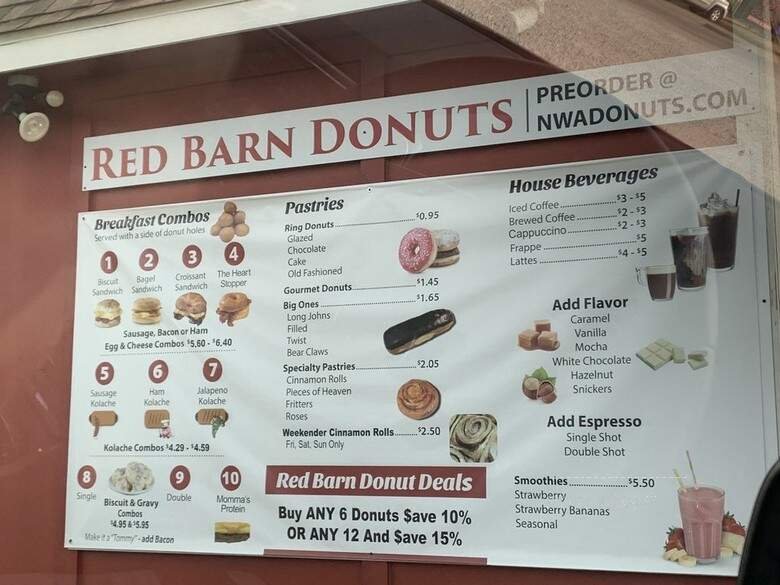 RED BARN DONUTS
PREORDER @
NWADONUTS.COM
Breakfast Combos
Served with a side of donut holes
1 2 3 4
Biscuit Sandwich
Bagel Sandwich
Croissant Sandwich
The Heart Stopper
Sausage, Bacon or Ham
Egg & Cheese Combos $5.60 - $6.40
5 6 7
Sausage Kolache
Ham Kolache
Jalapeno Kolache
Kolache Combos $4.29 - $4.59
8 9 10
Single
Double
Momma's Protein
Biscuit & Gravy
Combos
$4.95 & $5.95
Make it a "Tommy" - add Bacon
Pastries
Ring Donuts $0.95
Glazed
Chocolate
Cake
Old Fashioned
Gourmet Donuts $1.45
Big Ones $1.65
Long Johns
Filled
Twist
Bear Claws
Specialty Pastries $2.05
Cinnamon Rolls
Pieces of Heaven
Fritters
Roses
Weekender Cinnamon Rolls $2.50
Fri, Sat, Sun Only
Red Barn Donut Deals
Buy ANY 6 Donuts $ave 10%
OR ANY 12 And $ave 15%
House Beverages
Iced Coffee $3 - $5
Brewed Coffee $2 - $3
Cappuccino $2 - $3
Frappe $5
Lattes $4 - $5
Add Flavor
Caramel
Vanilla
Mocha
White Chocolate
Hazelnut
Snickers
Add Espresso
Single Shot
Double Shot
Smoothies $5.50
Strawberry
Strawberry Bananas
Seasonal